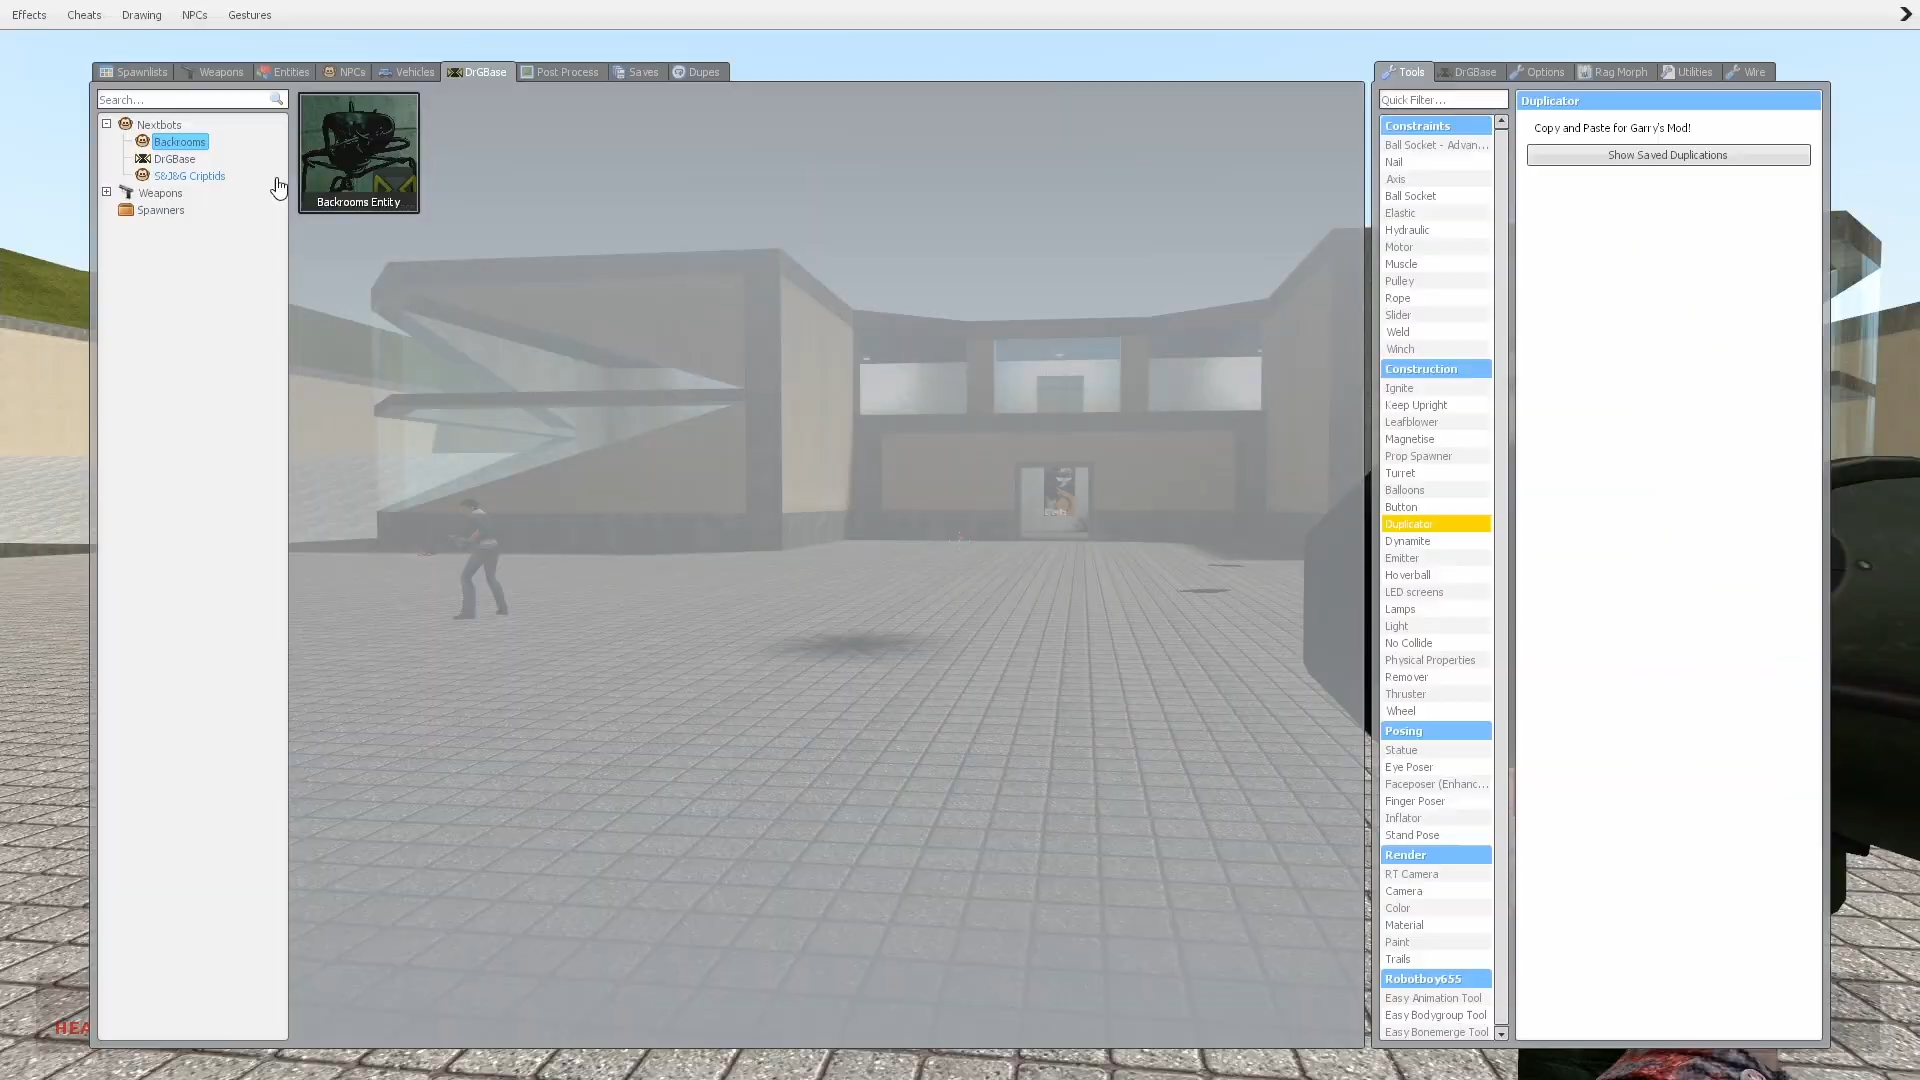 Effects
Cheats
Drawing
NPCs
Gestures
Spawnlists
Weapons
Entities
NPCs
Vehicles
DrGBase
Post Process
Saves
Dupes
Search...
Nextbots
Backrooms
DrGBase
S&J&G Criptids
Weapons
Spawners
Backrooms Entity
HEA
Tools
DrGBase
Options
Rag Morph
Utilities
Wire
Quick Filter...
Constraints
Ball Socket - Advan...
Nail
Axis
Ball Socket
Elastic
Hydraulic
Motor
Muscle
Pulley
Rope
Slider
Weld
Winch
Construction
Ignite
Keep Upright
Leafblower
Magnetise
Prop Spawner
Turret
Balloons
Button
Duplicator
Dynamite
Emitter
Hoverball
LED screens
Lamps
Light
No Collide
Physical Properties
Remover
Thruster
Wheel
Posing
Statue
Eye Poser
Faceposer (Enhanc...
Finger Poser
Inflator
Stand Pose
Render
RT Camera
Camera
Color
Material
Paint
Trails
Robotboy655
Easy Animation Tool
Easy Bodygroup Tool
Easy Bonemerge Tool
Duplicator
Copy and Paste for Garry's Mod!
Show Saved Duplications